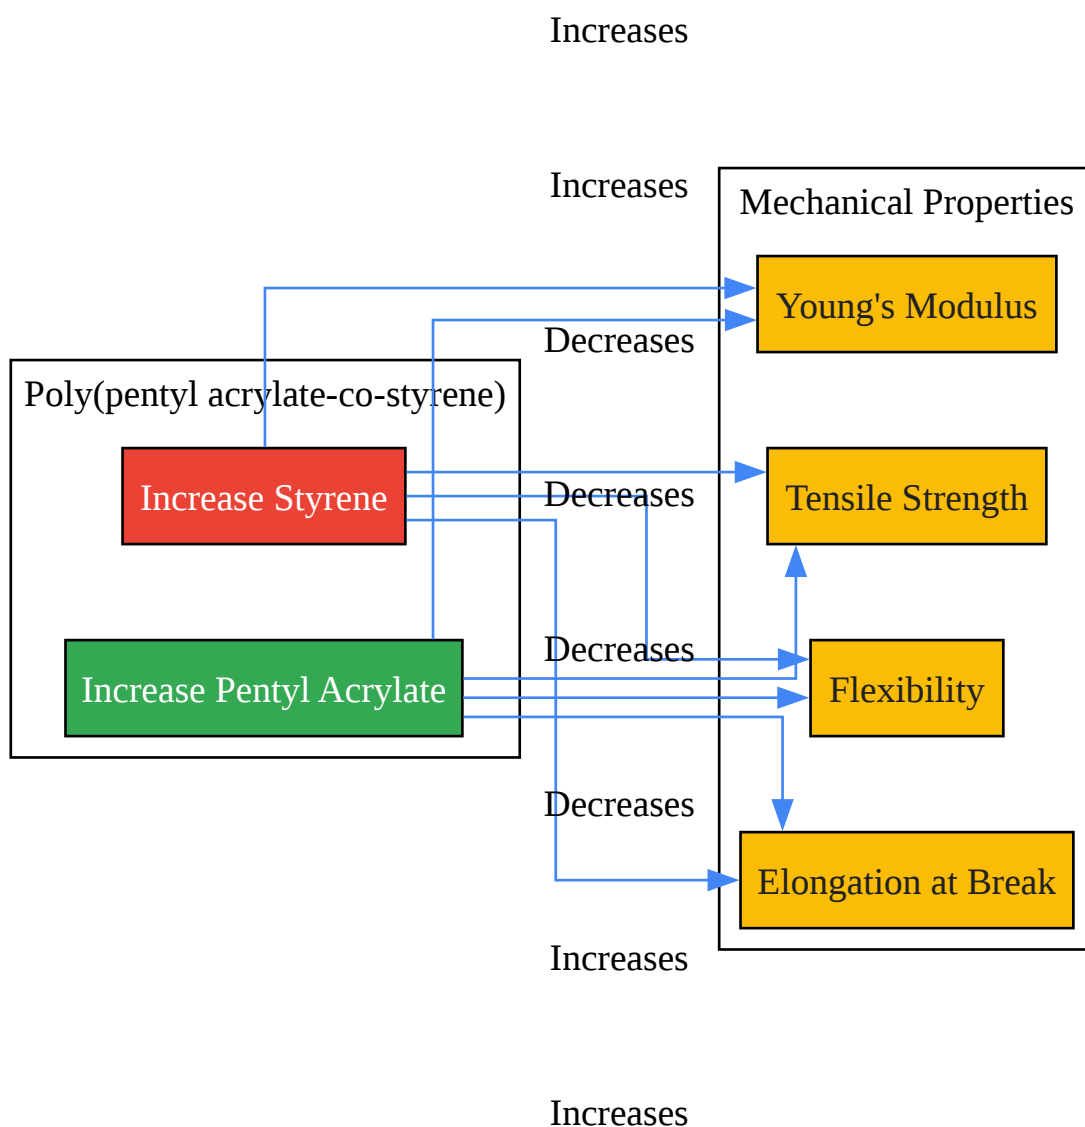 Increases
Increases
Mechanical Properties
Young's Modulus
Decreases
Poly(pentyl acrylate-co-styrene)
Increase Styrene
Decreases
Tensile Strength
Decreases
Increase Pentyl Acrylate
Flexibility
Decreases
Elongation at Break
Increases
Increases